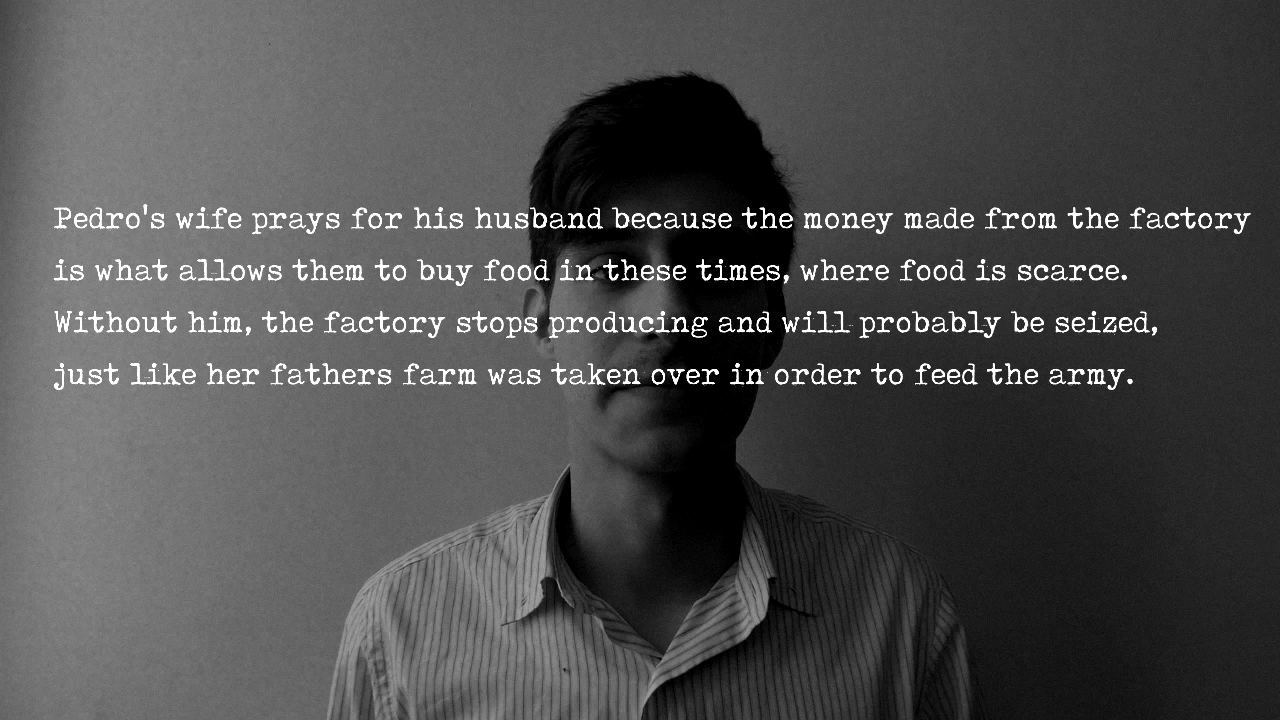 Pedro's wife prays for his husband because the money made from the factory
is what allows them to buy food in these times, where food is scarce.
Without him, the factory stops producing and will probably be seized,
just like her fathers farm was taken over in order to feed the army.